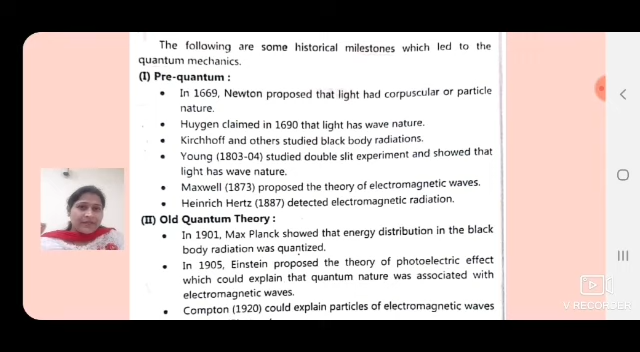 The following are some historical milestones which led to the
quantum mechanics.
(I) Pre-quantum :
• In 1669, Newton proposed that light had corpuscular or particle
nature.
• Huygen claimed in 1690 that light has wave nature.
• Kirchhoff and others studied black body radiations.
• Young (1803-04) studied double slit experiment and showed that
light has wave nature.
• Maxwell (1873) proposed the theory of electromagnetic waves.
• Heinrich Hertz (1887) detected electromagnetic radiation.
(II) Old Quantum Theory :
• In 1901, Max Planck showed that energy distribution in the black
body radiation was quantized.
• In 1905, Einstein proposed the theory of photoelectric effect
which could explain that quantum nature was associated with
electromagnetic waves.
• Compton (1920) could explain particles of electromagnetic waves
V-RECORDER